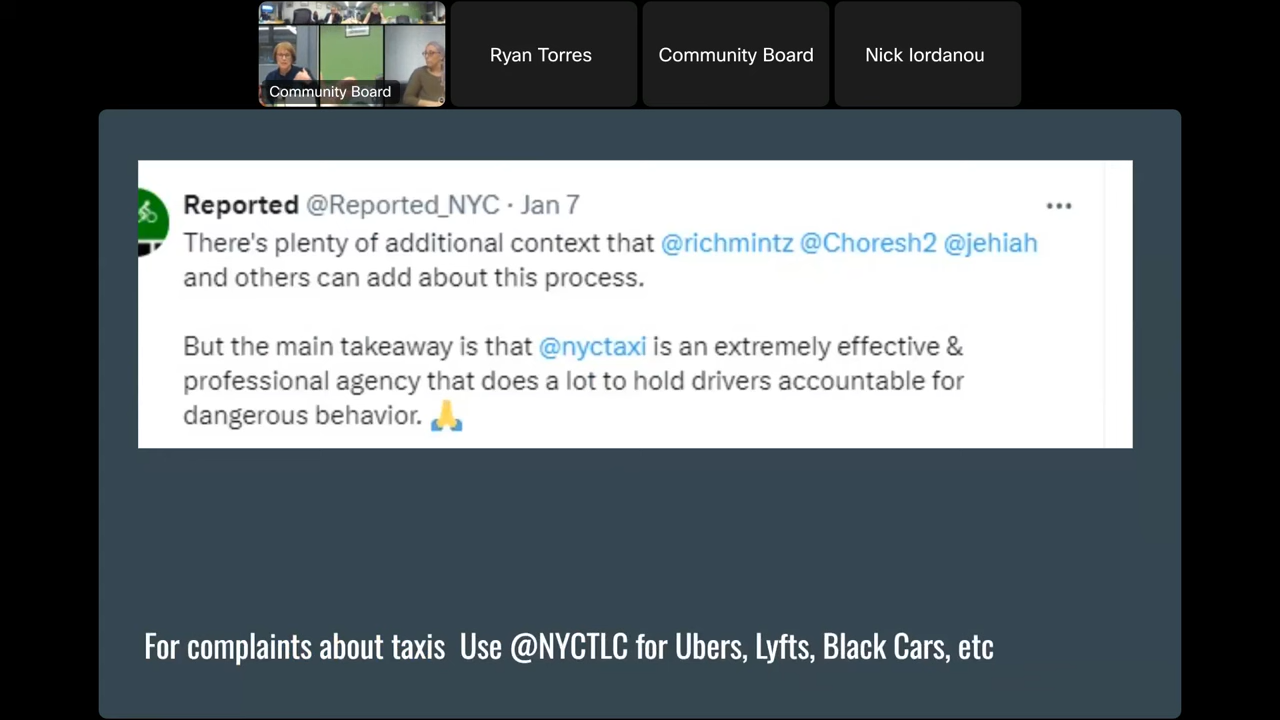 Community Board
Ryan Torres
Community Board
Nick Iordanou
Reported @Reported_NYC · Jan 7
There's plenty of additional context that @richmintz @Choresh2 @jehiah
and others can add about this process.
But the main takeaway is that @nyctaxi is an extremely effective &
professional agency that does a lot to hold drivers accountable for
dangerous behavior. 🙏
For complaints about taxis Use @NYCTLC for Ubers, Lyfts, Black Cars, etc